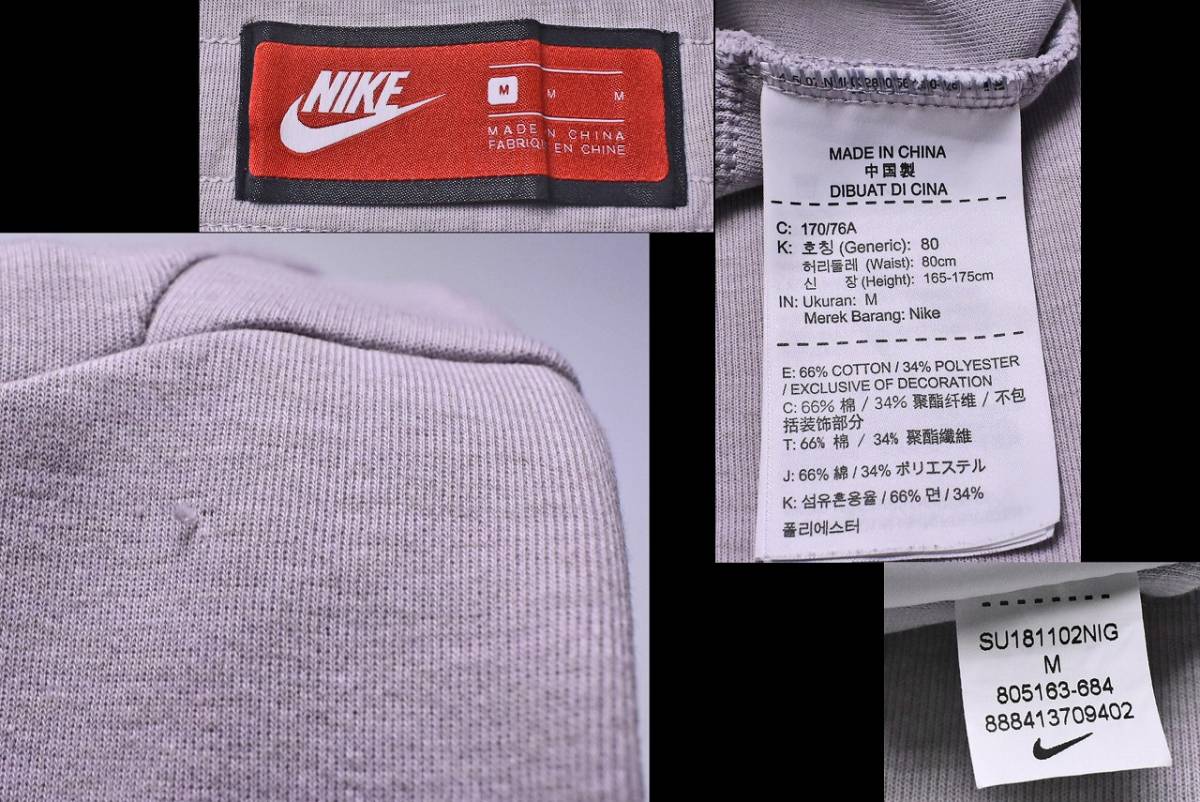 NIKE
M M M
MADE IN CHINA
FABRIQUÉ EN CHINE
MADE IN CHINA
中国製
DIBUAT DI CINA
C: 170/76A
K: 호칭 (Generic): 80
허리둘레 (Waist): 80cm
신 장 (Height): 165-175cm
IN: Ukuran: M
Merek Barang: Nike
E: 66% COTTON / 34% POLYESTER
/ EXCLUSIVE OF DECORATION
C: 66% 棉 / 34% 聚酯纤维 / 不包
括装饰部分
T: 66% 棉 / 34% 聚酯纖維
J: 66% 綿 / 34% ポリエステル
K: 섬유혼용율 / 66% 면 / 34%
폴리에스터
SU181102NIG
M
805163-684
888413709402